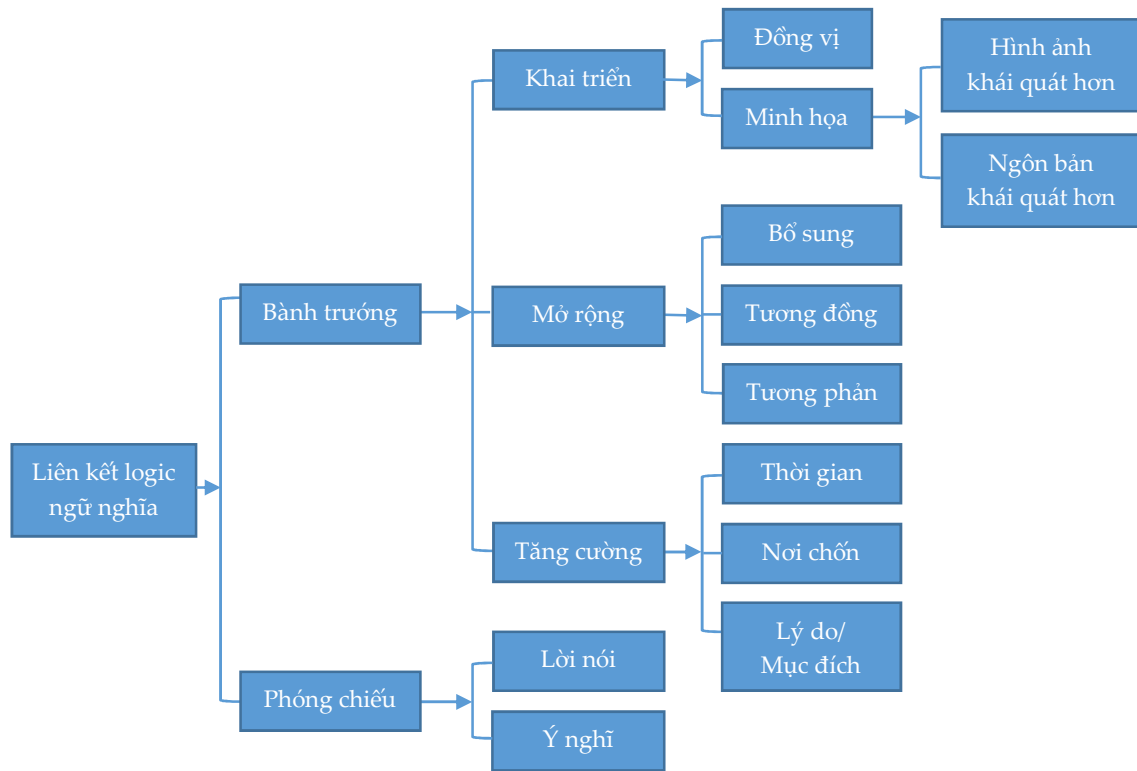 Liên kết logic
ngữ nghĩa
Bành trướng
Khai triển
Đồng vị
Minh họa
Hình ảnh
khái quát hơn
Ngôn bản
khái quát hơn
Mở rộng
Bổ sung
Tương đồng
Tương phản
Tăng cường
Thời gian
Nơi chốn
Lý do/
Mục đích
Phóng chiếu
Lời nói
Ý nghĩ